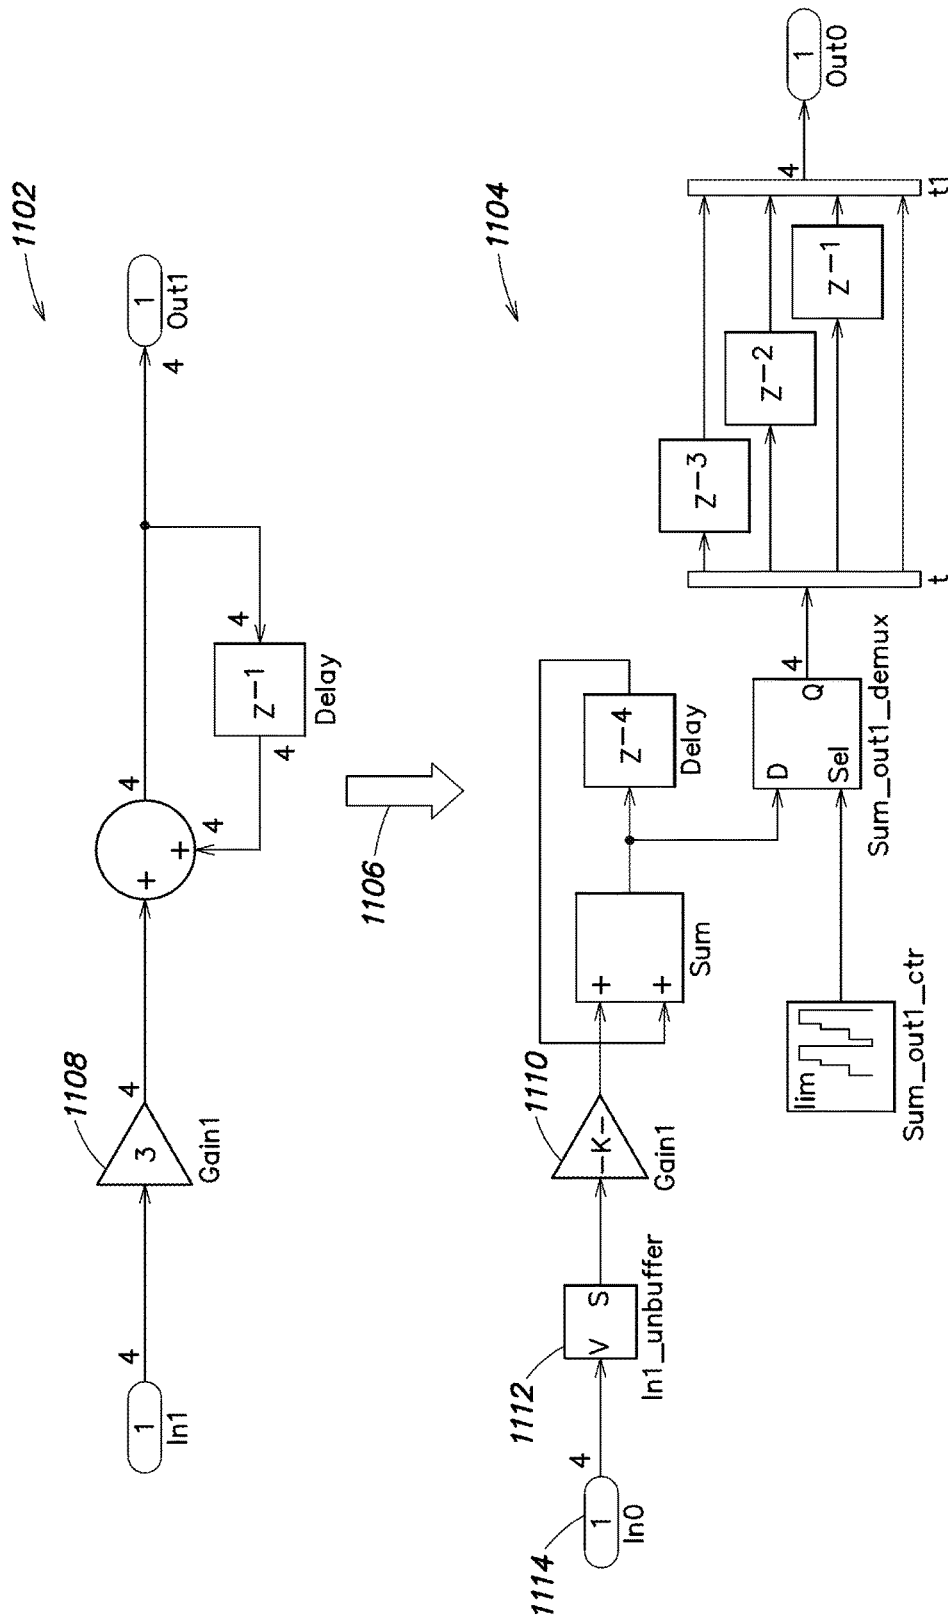 1102
1
In1
4
1108
3
Gain1
4
+
+
4
4
Z-1
Delay
4
4
4
1
Out1
1106
1104
1114
1
In0
4
1112
V S
In1_unbuffer
1110
-K-
Gain1
+
+
Sum
Z-4
Delay
lim
Sum_out1_ctr
D
Sel
Q
Sum_out1_demux
4
t
Z-3
Z-2
Z-1
t1
4
1
Out0